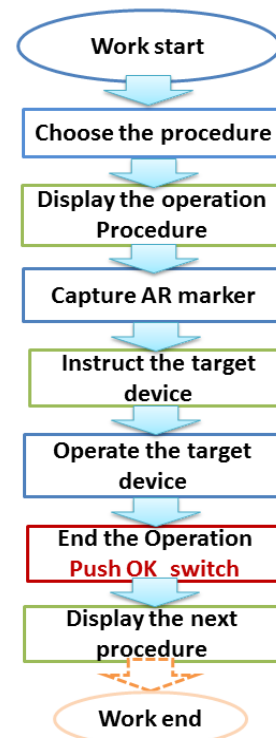 Work start
Choose the procedure
Display the operation
Procedure
Capture AR marker
Instruct the target
device
Operate the target
device
End the Operation
Push OK switch
Display the next
procedure
Work end